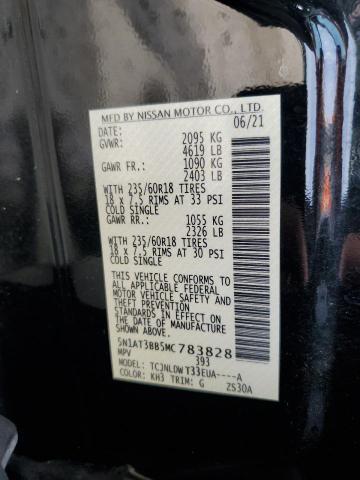 MFD BY NISSAN MOTOR CO., LTD.
DATE: 06/21
GVWR: 2095 KG
4619 LB
GAWR FR.: 1090 KG
2403 LB
WITH 235/60R18 TIRES
18 x 7.5 RIMS AT 33 PSI
COLD SINGLE
GAWR RR.: 1055 KG
2326 LB
WITH 235/60R18 TIRES
18 x 7.5 RIMS AT 30 PSI
COLD SINGLE
THIS VEHICLE CONFORMS TO
ALL APPLICABLE FEDERAL
MOTOR VEHICLE SAFETY AND
THEFT PREVENTION
STANDARDS IN EFFECT ON
THE DATE OF MANUFACTURE
SHOWN ABOVE.
5N1AT3BB5MC783828
MPV 393
MODEL: TCJNLDWT33EUA----A
COLOR: KH3 TRIM: G ZS30A